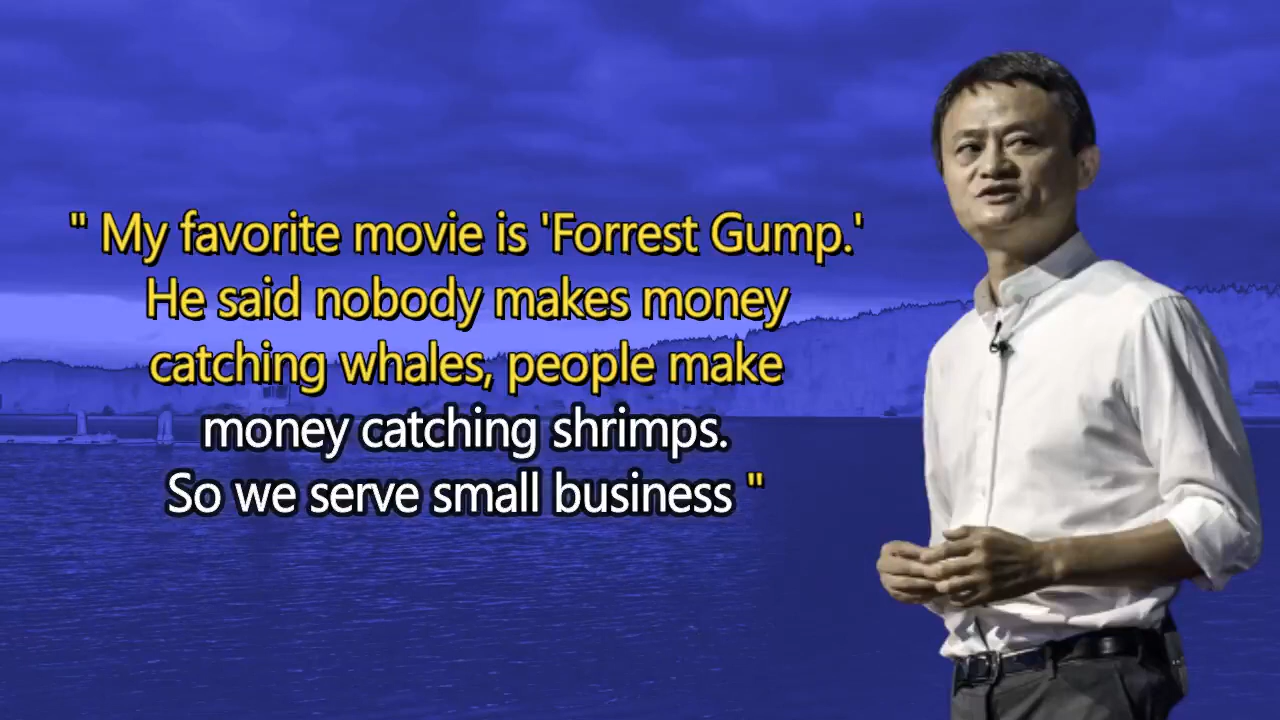 " My favorite movie is 'Forrest Gump.'
He said nobody makes money
catching whales, people make
money catching shrimps.
So we serve small business "